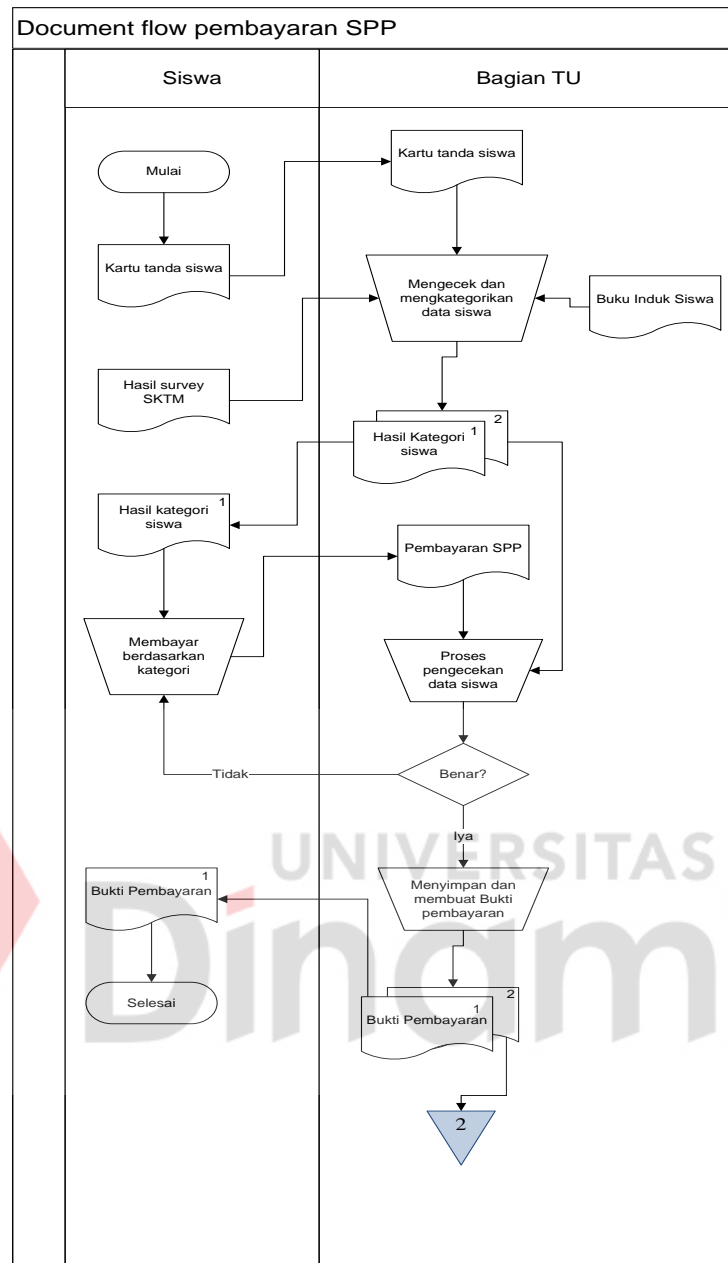 Document flow pembayaran SPP
Siswa
Bagian TU
Mulai
Kartu tanda siswa
Kartu tanda siswa
Mengecek dan
mengkategorikan
data siswa
Buku Induk Siswa
Hasil survey
SKTM
2
1
Hasil Kategori
siswa
1
Hasil kategori
siswa
Pembayaran SPP
Membayar
berdasarkan
kategori
Proses
pengecekan
data siswa
Benar?
Tidak
Iya
Menyimpan dan
membuat Bukti
pembayaran
1
Bukti Pembayaran
Selesai
2
1
Bukti Pembayaran
2
UNIVERSITAS
Dinam